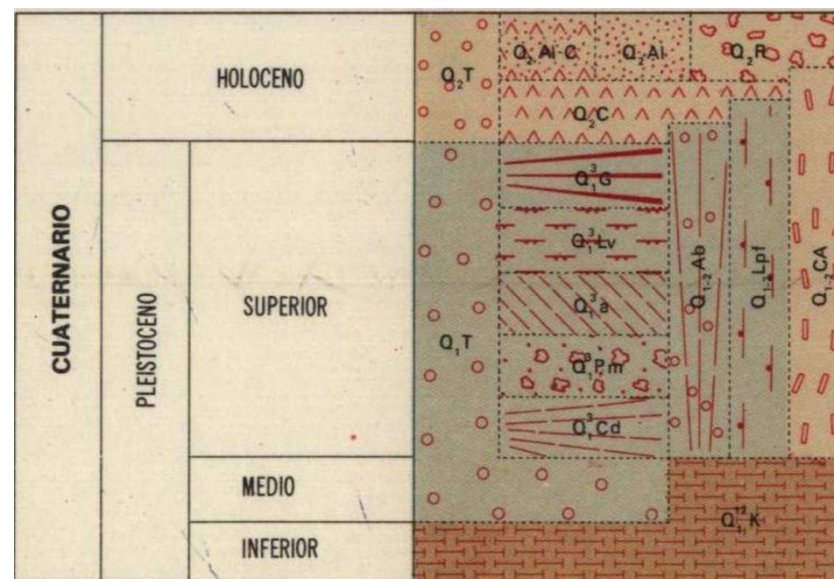 CUATERNARIO
HOLOCENO
PLEISTOCENO
SUPERIOR
MEDIO
INFERIOR
Q₂T
Q₂Al-C
Q₂Al
Q₂R
Q₂C
Q₁T
Q₁³G
Q₁³Lv
Q₁³a
Q₁³Pm
Q₁³Cd
Q₁₋₂Ab
Q₁₋₂Lpf
Q₁₋₂CA
Q₁¹²K